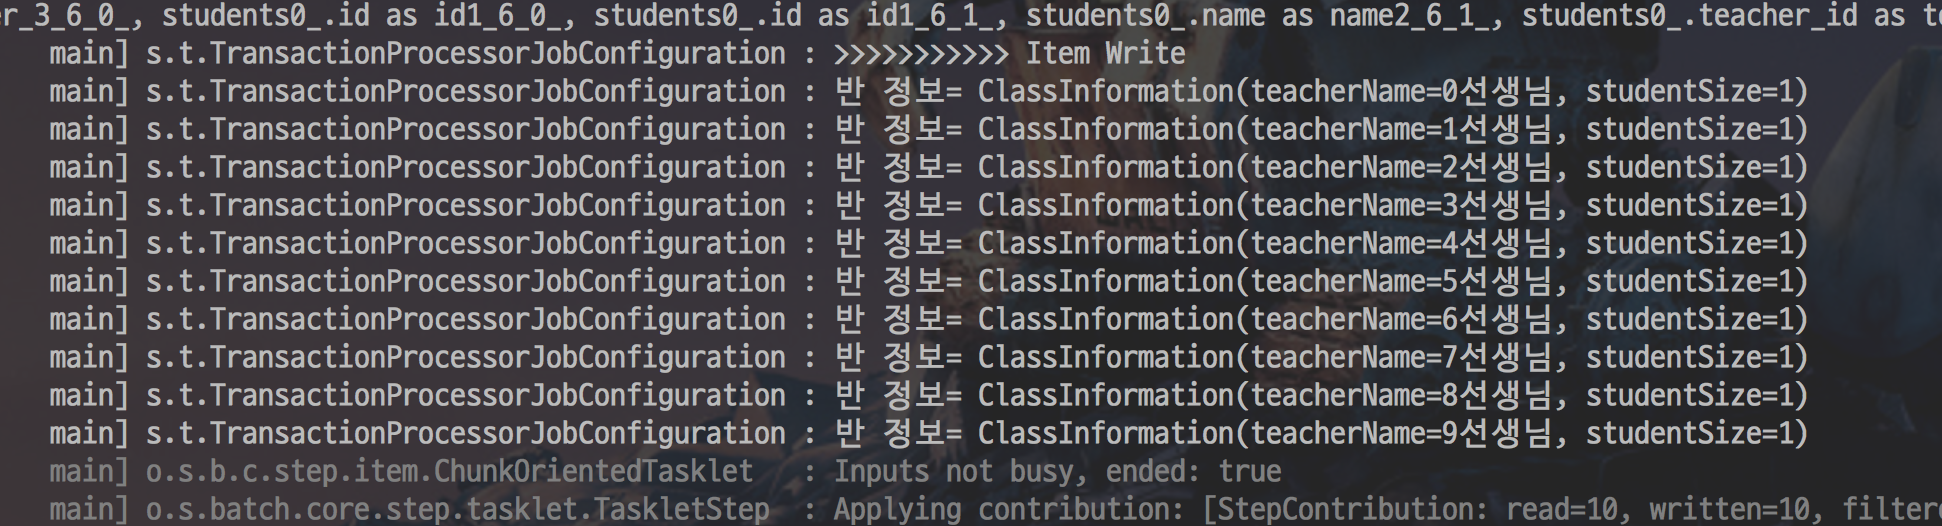 er_3_6_0_, students0_.id as id1_6_0_, students0_.id as id1_6_1_, students0_.name as name2_6_1_, students0_.teacher_id as
main] s.t.TransactionProcessorJobConfiguration : >>>>>>>>>>> Item Write
main] s.t.TransactionProcessorJobConfiguration : 반 정보= ClassInformation(teacherName=0선생님, studentSize=1)
main] s.t.TransactionProcessorJobConfiguration : 반 정보= ClassInformation(teacherName=1선생님, studentSize=1)
main] s.t.TransactionProcessorJobConfiguration : 반 정보= ClassInformation(teacherName=2선생님, studentSize=1)
main] s.t.TransactionProcessorJobConfiguration : 반 정보= ClassInformation(teacherName=3선생님, studentSize=1)
main] s.t.TransactionProcessorJobConfiguration : 반 정보= ClassInformation(teacherName=4선생님, studentSize=1)
main] s.t.TransactionProcessorJobConfiguration : 반 정보= ClassInformation(teacherName=5선생님, studentSize=1)
main] s.t.TransactionProcessorJobConfiguration : 반 정보= ClassInformation(teacherName=6선생님, studentSize=1)
main] s.t.TransactionProcessorJobConfiguration : 반 정보= ClassInformation(teacherName=7선생님, studentSize=1)
main] s.t.TransactionProcessorJobConfiguration : 반 정보= ClassInformation(teacherName=8선생님, studentSize=1)
main] s.t.TransactionProcessorJobConfiguration : 반 정보= ClassInformation(teacherName=9선생님, studentSize=1)
main] o.s.b.c.step.item.ChunkOrientedTasklet : Inputs not busy, ended: true
main] o.s.batch.core.step.tasklet.TaskletStep : Applying contribution: [StepContribution: read=10, written=10, filter